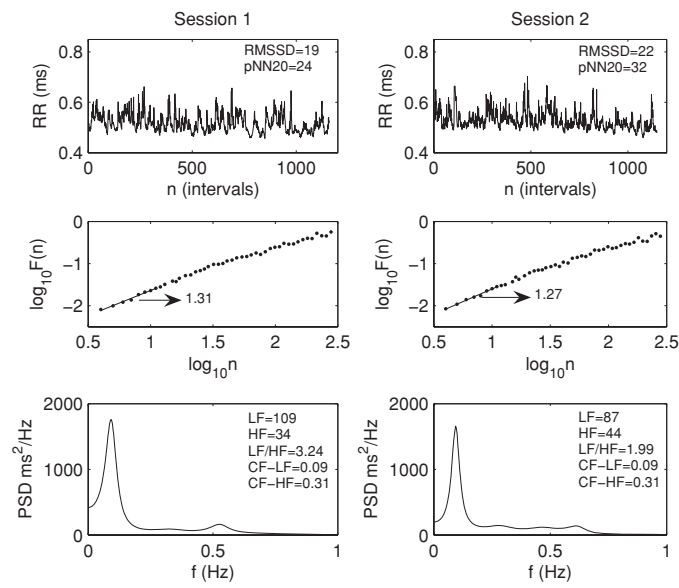 Session 1
Session 2
0.8
0.6
0.4
RR (ms)
RMSSD=19
pNN20=24
0
500
1000
n (intervals)
0.8
0.6
0.4
RR (ms)
RMSSD=22
pNN20=32
0
500
1000
n (intervals)
0
−1
−2
log10F(n)
1.31
0.5
1
1.5
2
2.5
log10n
0
−1
−2
log10F(n)
1.27
0.5
1
1.5
2
2.5
log10n
2000
1000
0
PSD ms2/Hz
LF=109
HF=34
LF/HF=3.24
CF−LF=0.09
CF−HF=0.31
0
0.5
1
f (Hz)
2000
1000
0
PSD ms2/Hz
LF=87
HF=44
LF/HF=1.99
CF−LF=0.09
CF−HF=0.31
0
0.5
1
f (Hz)